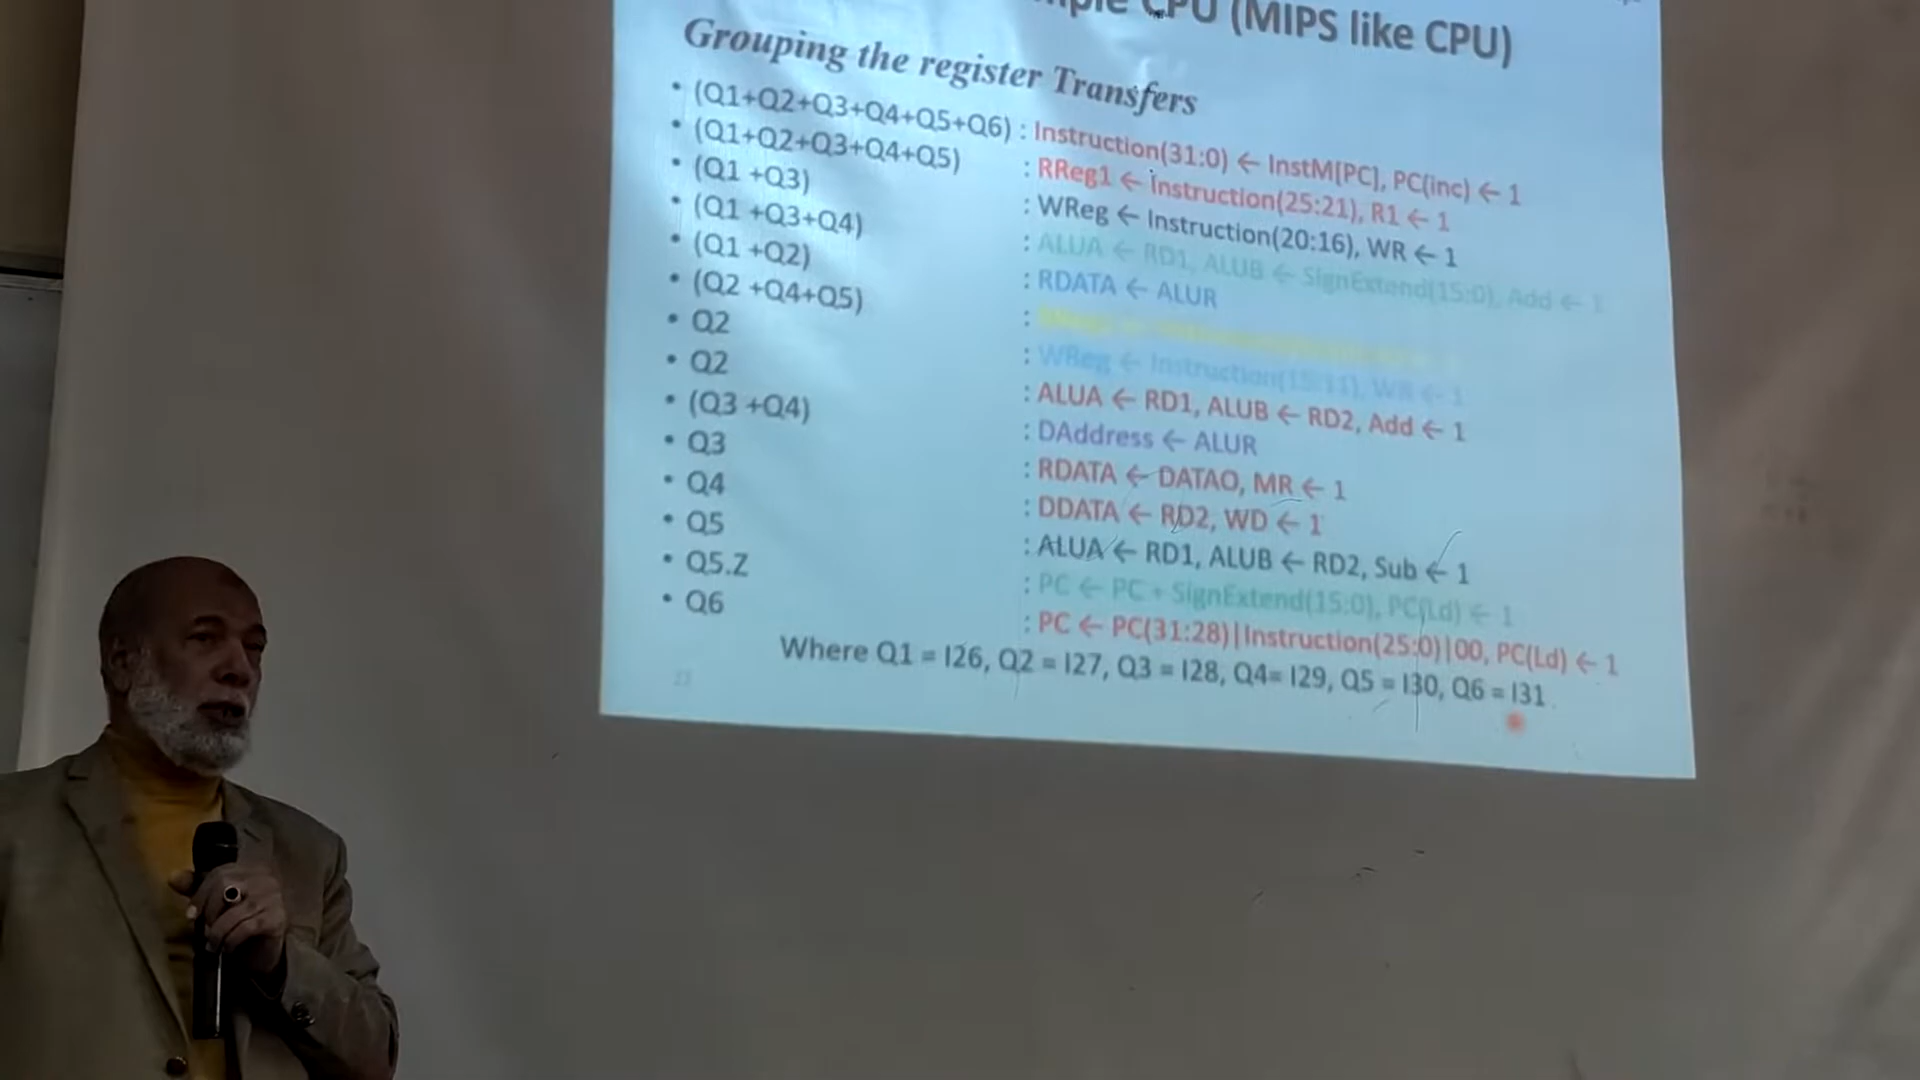 CPU (MIPS like CPU)
Grouping the register Transfers
• (Q1+Q2+Q3+Q4+Q5+Q6) : Instruction(31:0) ← InstM[PC], PC(inc) ← 1
• (Q1+Q2+Q3+Q4+Q5) : RReg1 ← Instruction(25:21), R1 ← 1
• (Q1 +Q3) : WReg ← Instruction(20:16), WR ← 1
• (Q1 +Q3+Q4) : ALUA ← RD1, ALUB ← SignExtend(15:0), Add ← 1
• (Q1 +Q2) : RDATA ← ALUR
• (Q2 +Q4+Q5) :
• Q2 : WReg ← Instruction(15:11), WR ← 1
• Q2 : ALUA ← RD1, ALUB ← RD2, Add ← 1
• (Q3 +Q4) : DAddress ← ALUR
• Q3 : RDATA ← DATAO, MR ← 1
• Q4 : DDATA ← RD2, WD ← 1
• Q5 : ALUA ← RD1, ALUB ← RD2, Sub ← 1
• Q5.Z : PC ← PC + SignExtend(15:0), PC(Ld) ← 1
• Q6 : PC ← PC(31:28)|Instruction(25:0)|00, PC(Ld) ← 1
Where Q1 = I26, Q2 = I27, Q3 = I28, Q4= I29, Q5 = I30, Q6 = I31